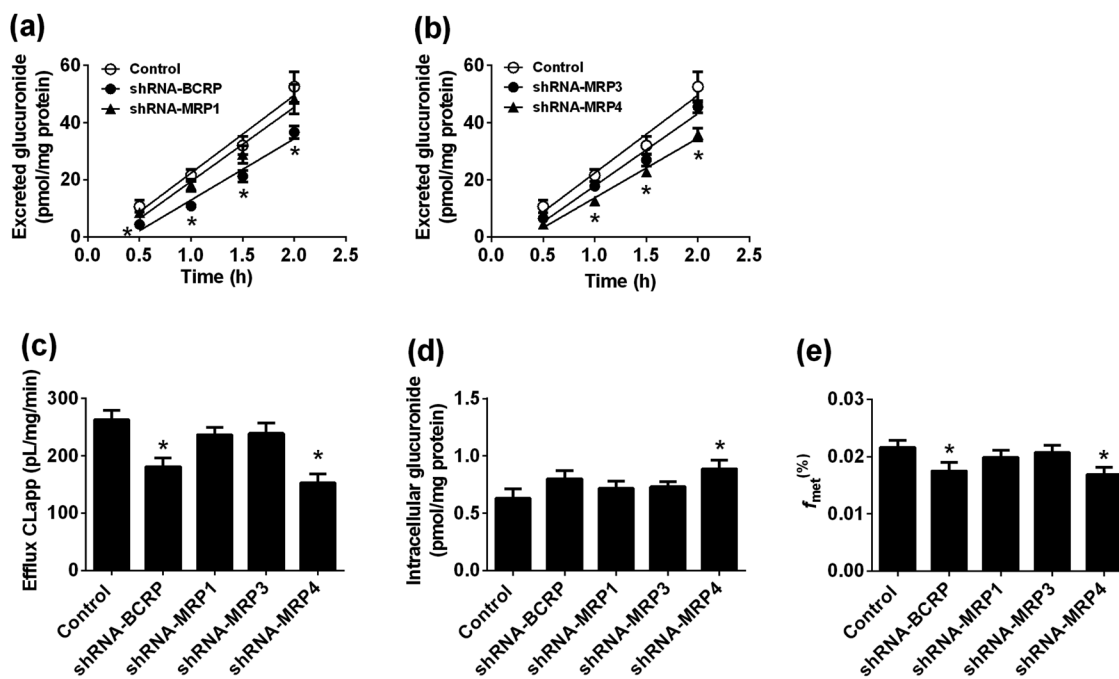 (a)
Excreted glucuronide
(pmol/mg protein)
60
40
20
0
Control
shRNA-BCRP
shRNA-MRP1
*
*
*
*
0.0 0.5 1.0 1.5 2.0 2.5
Time (h)
(b)
Excreted glucuronide
(pmol/mg protein)
60
40
20
0
Control
shRNA-MRP3
shRNA-MRP4
*
*
*
0.0 0.5 1.0 1.5 2.0 2.5
Time (h)
(c)
Efflux CLapp (pL/mg/min)
300
200
100
0
*
*
Control
shRNA-BCRP
shRNA-MRP1
shRNA-MRP3
shRNA-MRP4
(d)
Intracellular glucuronide
(pmol/mg protein)
1.5
1.0
0.5
0.0
*
Control
shRNA-BCRP
shRNA-MRP1
shRNA-MRP3
shRNA-MRP4
(e)
fmet(%)
0.03
0.02
0.01
0.00
*
*
Control
shRNA-BCRP
shRNA-MRP1
shRNA-MRP3
shRNA-MRP4